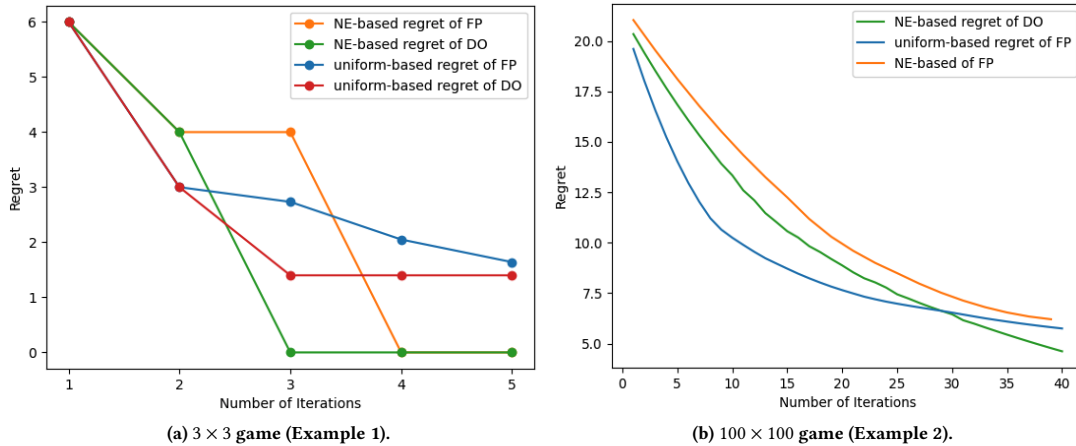 NE-based regret of FP
NE-based regret of DO
uniform-based regret of FP
uniform-based regret of DO
6
5
4
3
2
1
0
Regret
1 2 3 4 5
Number of Iterations
(a) 3 × 3 game (Example 1).
NE-based regret of DO
uniform-based regret of FP
NE-based of FP
20.0
17.5
15.0
12.5
10.0
7.5
5.0
Regret
0 5 10 15 20 25 30 35 40
Number of Iterations
(b) 100 × 100 game (Example 2).